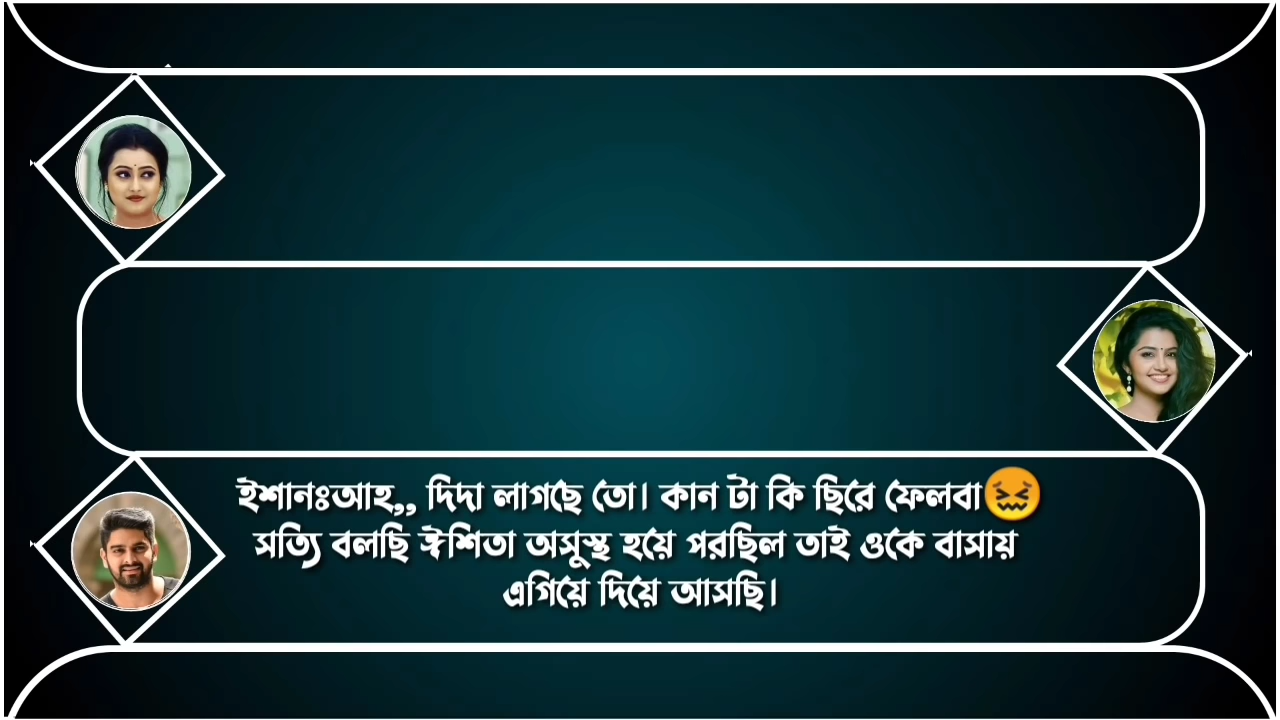 ইশানঃআহ,, দিদা লাগছে তো। কান টা কি ছিরে ফেলবা😖
সত্যি বলছি ঈশিতা অসুস্থ হয়ে পরছিল তাই ওকে বাসায়
এগিয়ে দিয়ে আসছি।